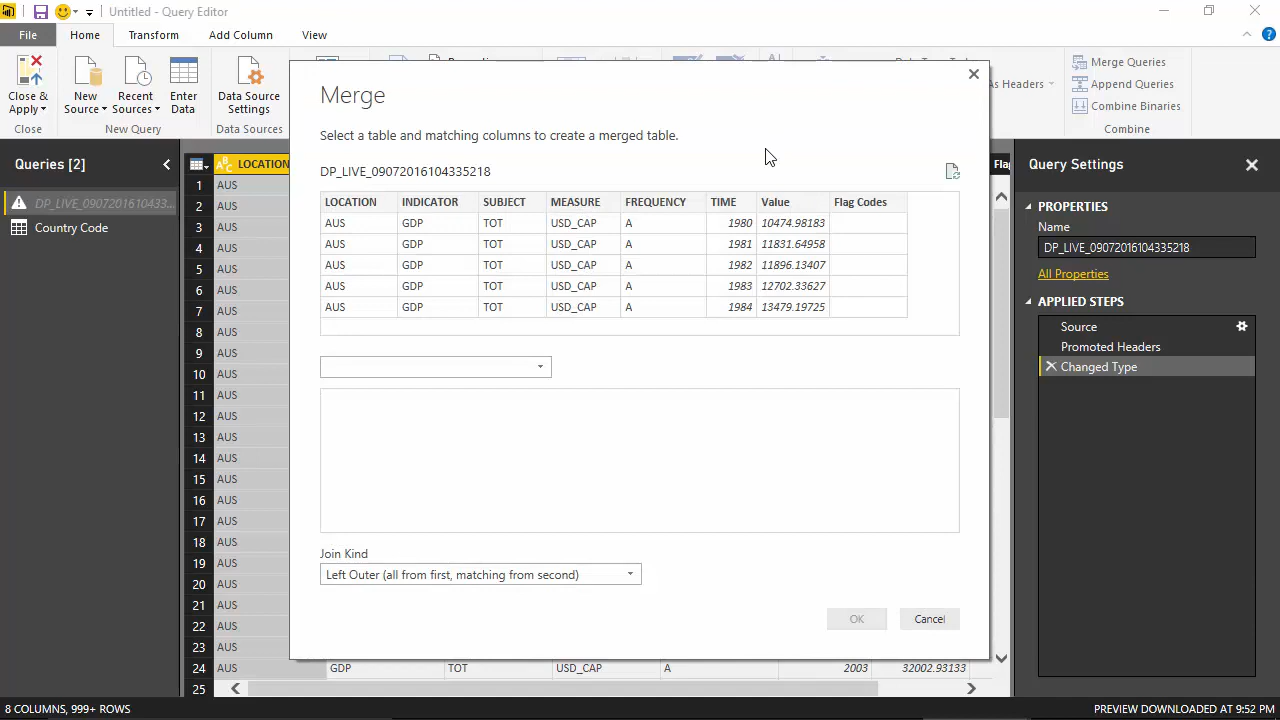 Untitled - Query Editor
File Home Transform Add Column View
Close & Apply
New Source
Recent Sources
Enter Data
Data Source Settings
As Headers
Merge Queries
Append Queries
Combine Binaries
Close New Query Data Sources Combine
Queries [2]
DP_LIVE_0907201610433...
Country Code
LOCATION
Flag
1 AUS
2 AUS
3 AUS
4 AUS
5 AUS
6 AUS
7 AUS
8 AUS
9 AUS
10 AUS
11 AUS
12 AUS
13 AUS
14 AUS
15 AUS
16 AUS
17 AUS
18 AUS
19 AUS
20 AUS
21 AUS
22 AUS
23 AUS
24 AUS GDP TOT USD_CAP A 2003 32002.93133
25
Merge
Select a table and matching columns to create a merged table.
DP_LIVE_09072016104335218
LOCATION INDICATOR SUBJECT MEASURE FREQUENCY TIME Value Flag Codes
AUS GDP TOT USD_CAP A 1980 10474.98183
AUS GDP TOT USD_CAP A 1981 11831.64958
AUS GDP TOT USD_CAP A 1982 11896.13407
AUS GDP TOT USD_CAP A 1983 12702.33627
AUS GDP TOT USD_CAP A 1984 13479.19725
Join Kind
Left Outer (all from first, matching from second)
OK Cancel
Query Settings
PROPERTIES
Name
DP_LIVE_09072016104335218
All Properties
APPLIED STEPS
Source
Promoted Headers
Changed Type
8 COLUMNS, 999+ ROWS
PREVIEW DOWNLOADED AT 9:52 PM